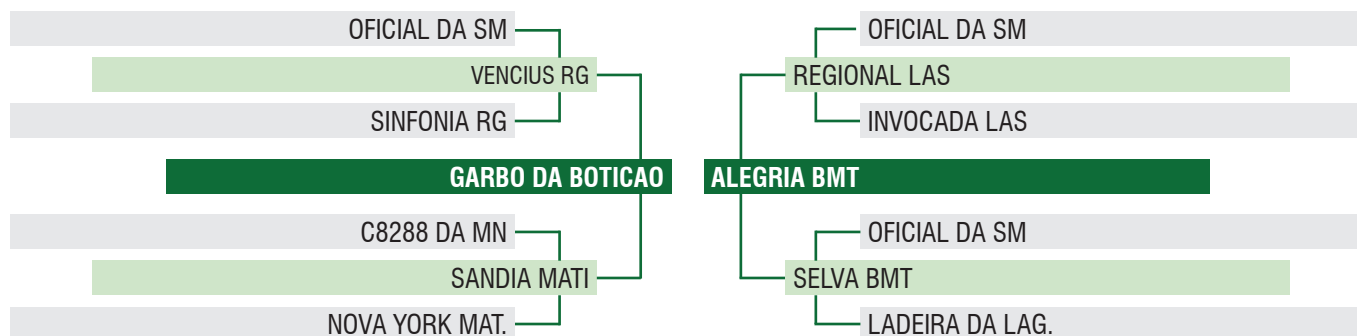 OFICIAL DA SM
VENCIUS RG
SINFONIA RG
GARBO DA BOTICAO
C8288 DA MN
SANDIA MATI
NOVA YORK MAT.
OFICIAL DA SM
REGIONAL LAS
INVOCADA LAS
ALEGRIA BMT
OFICIAL DA SM
SELVA BMT
LADEIRA DA LAG.